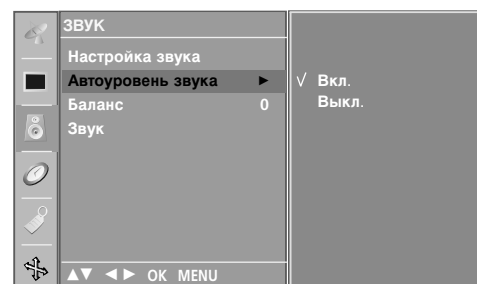 ЗВУК
Настройка звука
Автоуровень звука ►
Баланс 0
Звук
√ Вкл.
Выкл.
▲▼ ◄► OK MENU